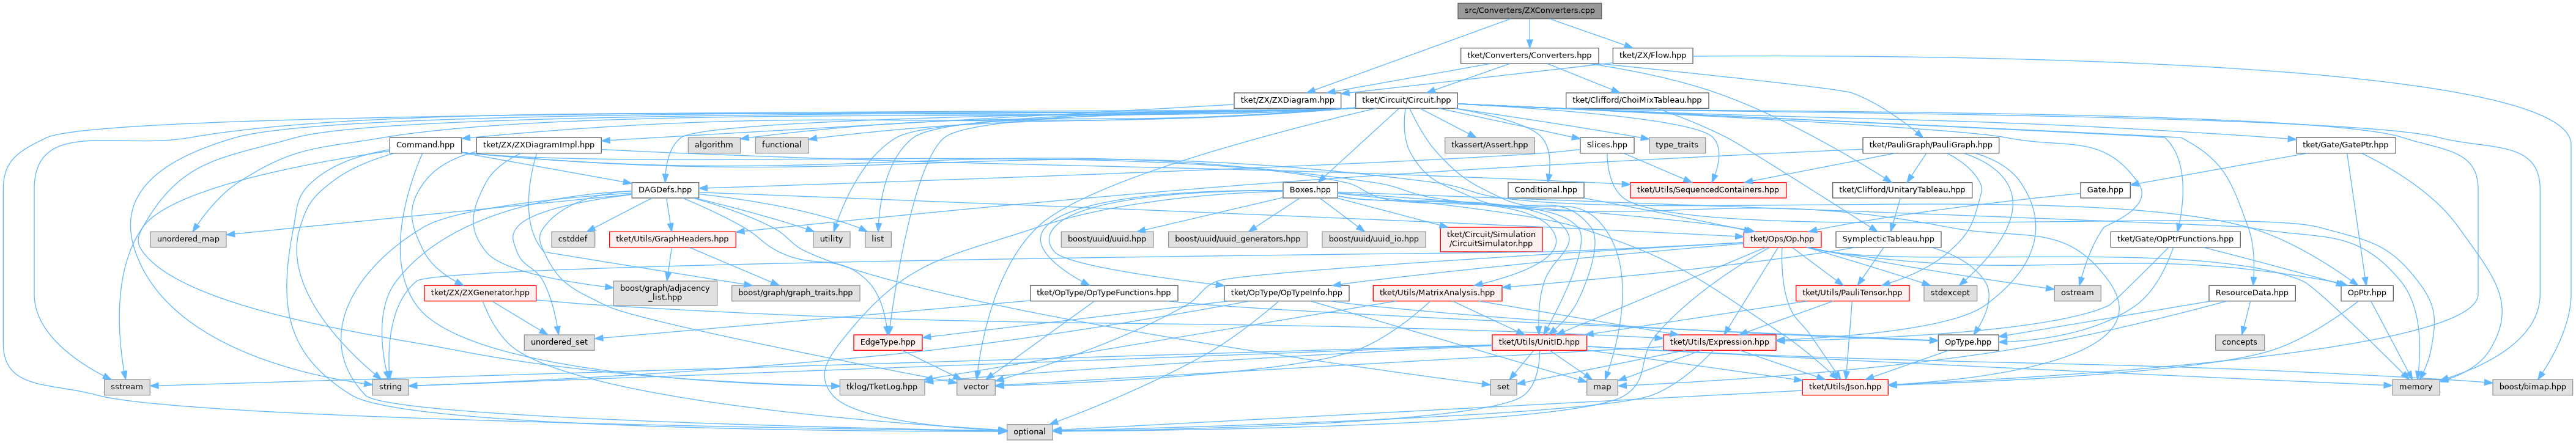 src/Converters/ZXConverters.cpp
tket/Converters/Converters.hpp
tket/ZX/Flow.hpp
tket/ZX/ZXDiagram.hpp
tket/Circuit/Circuit.hpp
tket/Clifford/ChoiMixTableau.hpp
Command.hpp
tket/ZX/ZXDiagramImpl.hpp
algorithm
functional
tkassert/Assert.hpp
Slices.hpp
type_traits
tket/PauliGraph/PauliGraph.hpp
tket/Gate/GatePtr.hpp
DAGDefs.hpp
Boxes.hpp
Conditional.hpp
tket/Utils/SequencedContainers.hpp
tket/Clifford/UnitaryTableau.hpp
Gate.hpp
unordered_map
cstddef
tket/Utils/GraphHeaders.hpp
utility
list
boost/uuid/uuid.hpp
boost/uuid/uuid_generators.hpp
boost/uuid/uuid_io.hpp
tket/Circuit/Simulation
/CircuitSimulator.hpp
tket/Ops/Op.hpp
SymplecticTableau.hpp
tket/Gate/OpPtrFunctions.hpp
tket/ZX/ZXGenerator.hpp
boost/graph/adjacency
_list.hpp
boost/graph/graph_traits.hpp
tket/OpType/OpTypeFunctions.hpp
tket/OpType/OpTypeInfo.hpp
tket/Utils/MatrixAnalysis.hpp
tket/Utils/PauliTensor.hpp
stdexcept
ostream
OpPtr.hpp
ResourceData.hpp
unordered_set
EdgeType.hpp
tket/Utils/UnitID.hpp
tket/Utils/Expression.hpp
OpType.hpp
concepts
sstream
string
tklog/TketLog.hpp
vector
set
map
tket/Utils/Json.hpp
memory
boost/bimap.hpp
optional